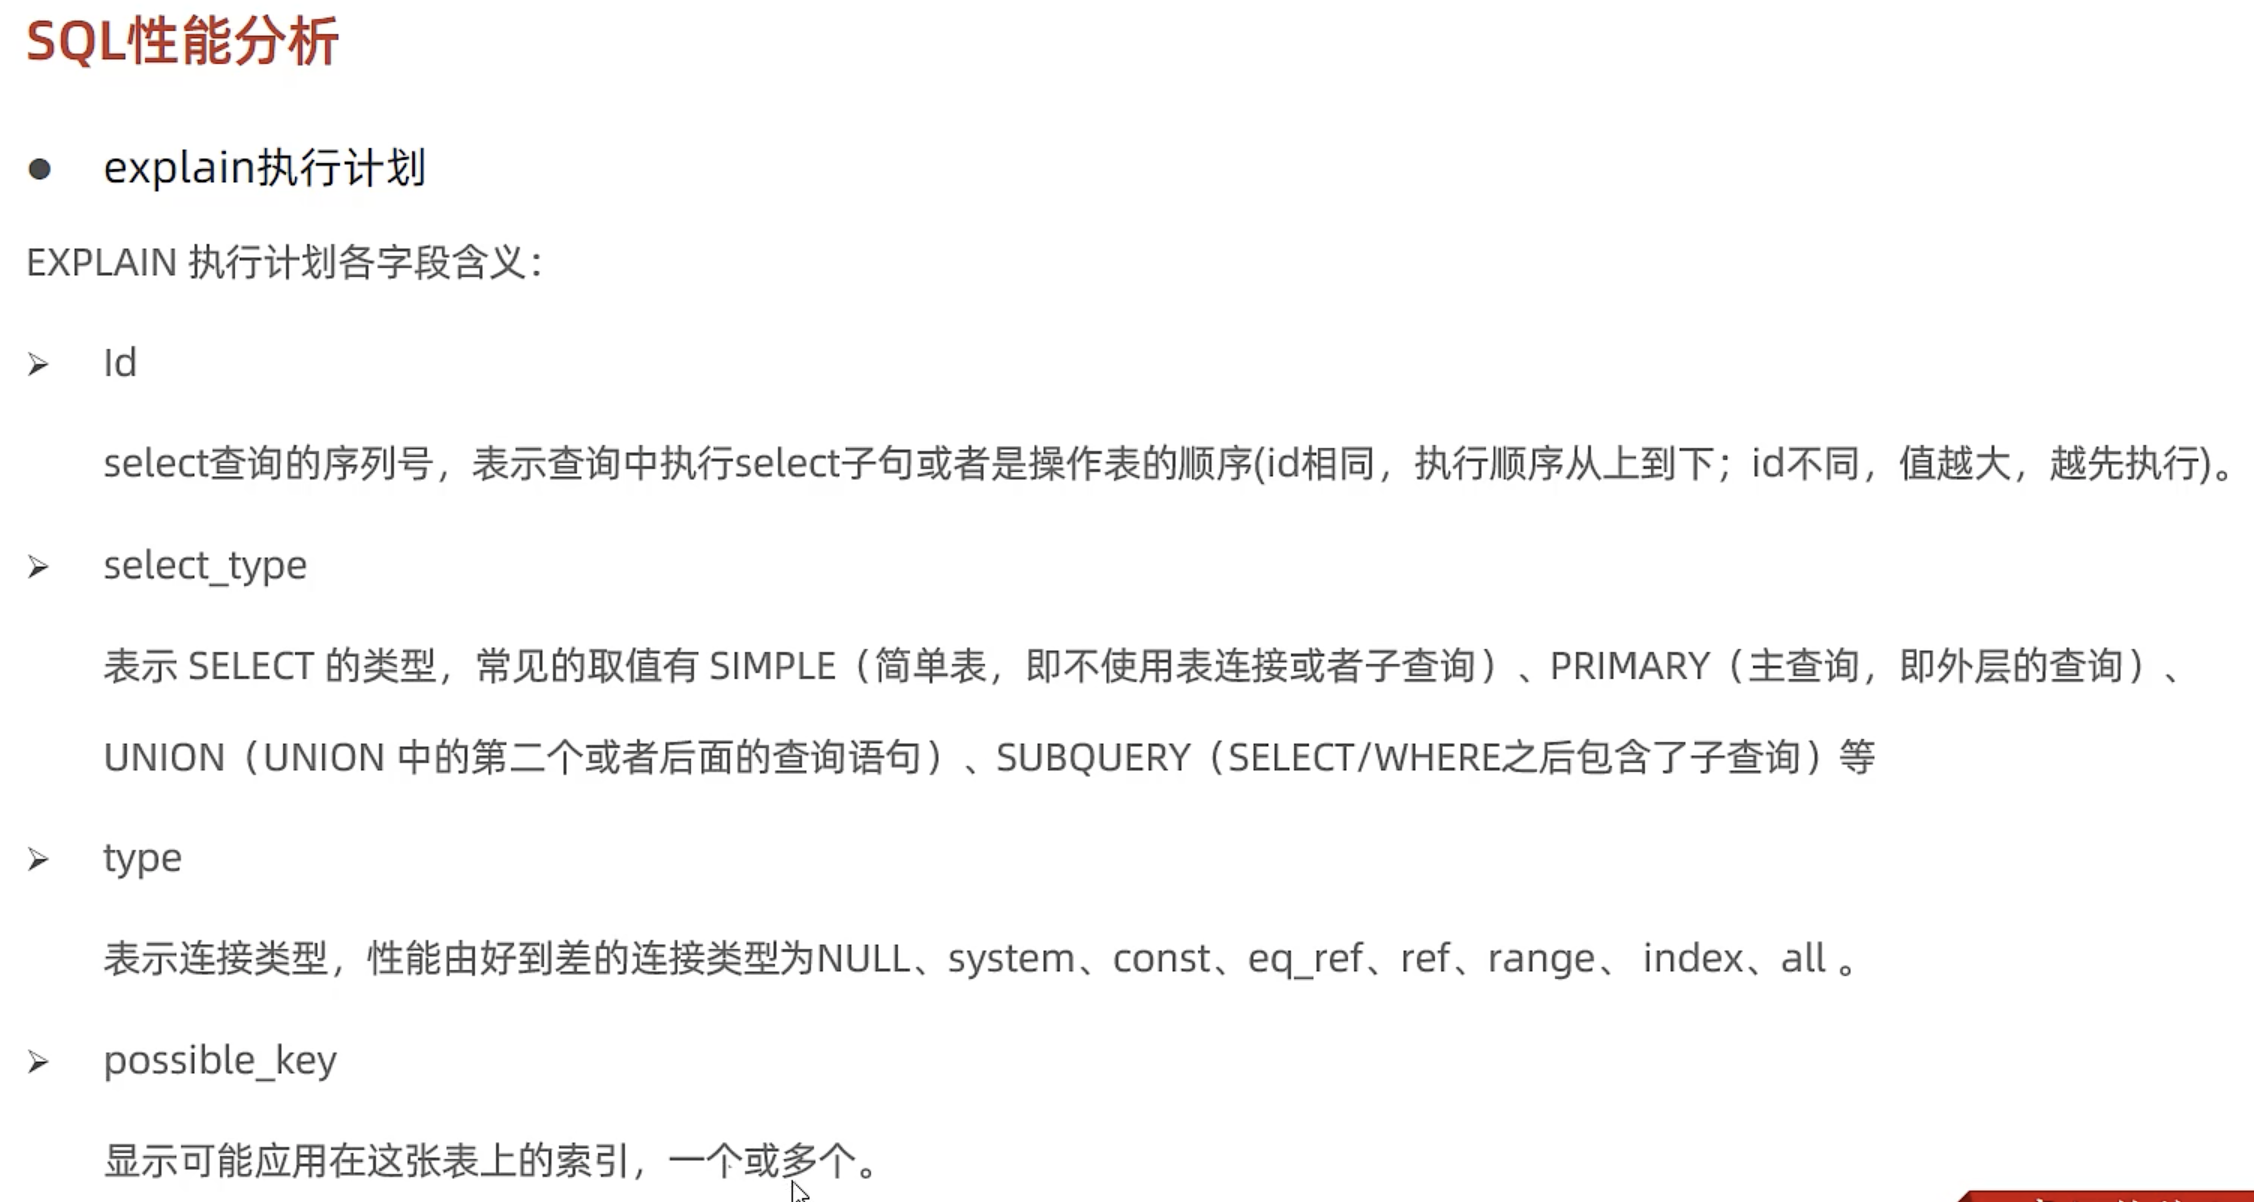 SQL性能分析
explain执行计划
EXPLAIN 执行计划各字段含义：
Id
select查询的序列号，表示查询中执行select子句或者是操作表的顺序(id相同，执行顺序从上到下；id不同，值越大，越先执行)。
select_type
表示 SELECT 的类型，常见的取值有 SIMPLE（简单表，即不使用表连接或者子查询）、PRIMARY（主查询，即外层的查询）、
UNION（UNION 中的第二个或者后面的查询语句）、SUBQUERY（SELECT/WHERE之后包含了子查询）等
type
表示连接类型，性能由好到差的连接类型为NULL、system、const、eq_ref、ref、range、 index、all 。
possible_key
显示可能应用在这张表上的索引，一个或多个。